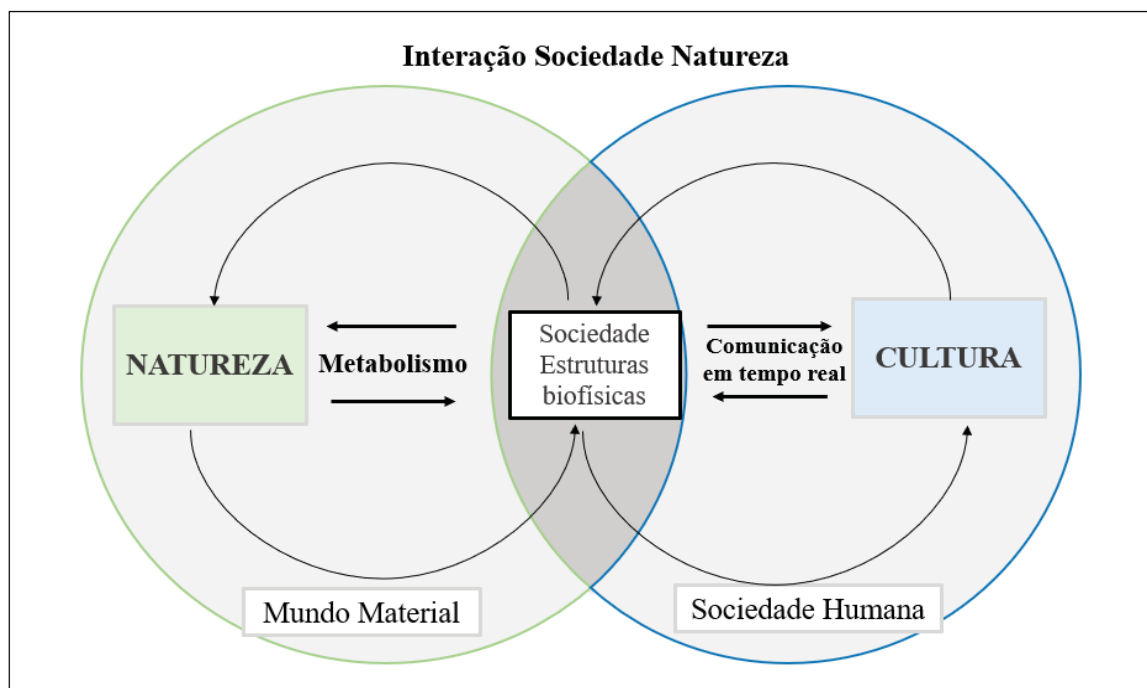 Interação Sociedade Natureza
NATUREZA
Metabolismo
Sociedade
Estruturas
biofísicas
Comunicação
em tempo real
CULTURA
Mundo Material
Sociedade Humana